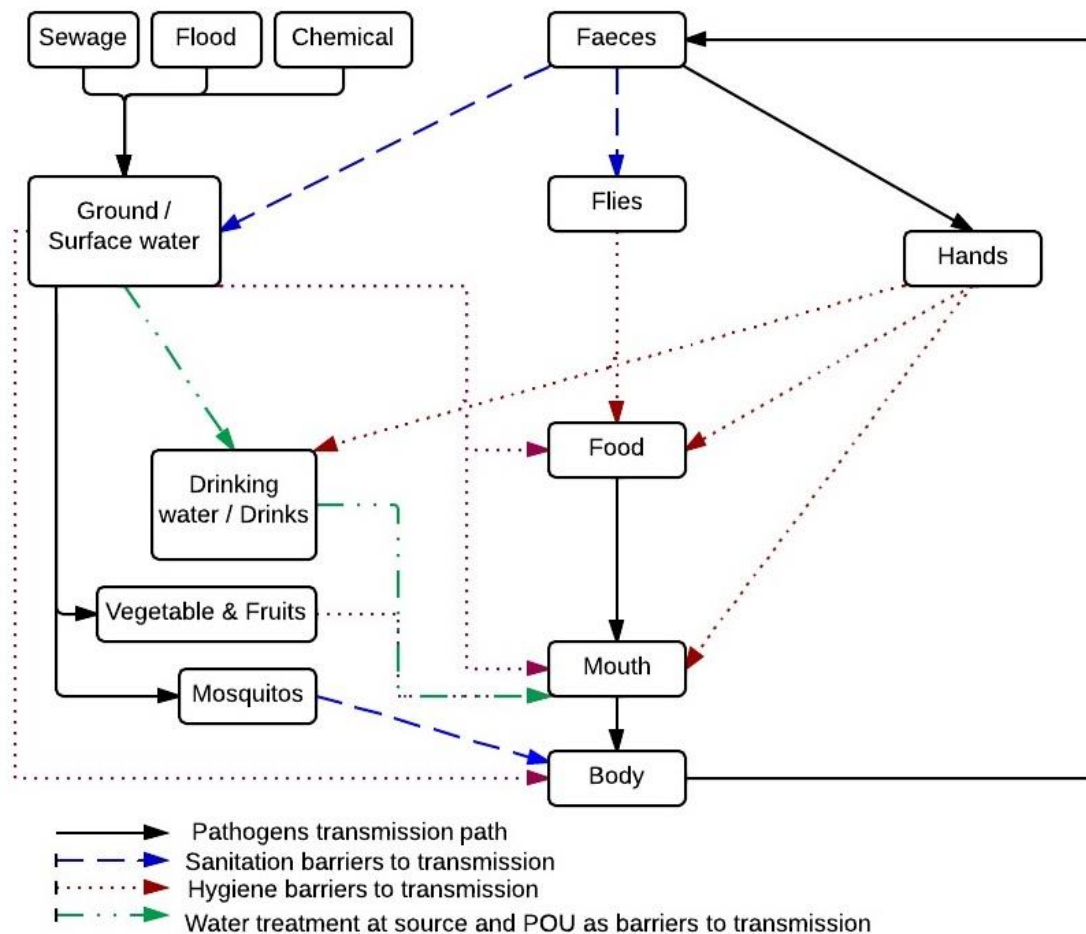 Sewage
Flood
Chemical
Faeces
Ground /
Surface water
Flies
Hands
Food
Drinking
water / Drinks
Vegetable & Fruits
Mouth
Mosquitos
Body
Pathogens transmission path
Sanitation barriers to transmission
Hygiene barriers to transmission
Water treatment at source and POU as barriers to transmission